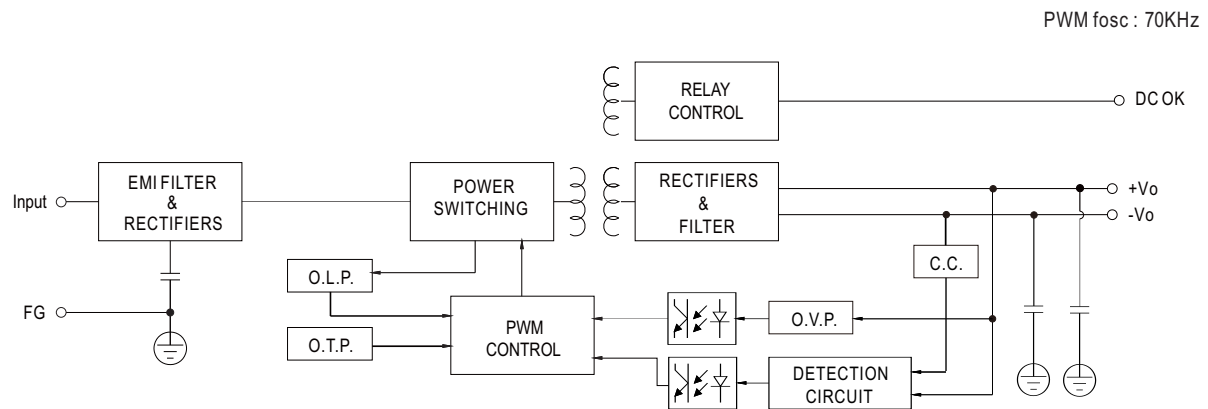 PWM fosc : 70KHz
RELAY
CONTROL
DC OK
Input
EMI FILTER
&
RECTIFIERS
POWER
SWITCHING
RECTIFIERS
&
FILTER
+Vo
-Vo
C.C.
O.L.P.
FG
PWM
CONTROL
O.V.P.
O.T.P.
DETECTION
CIRCUIT